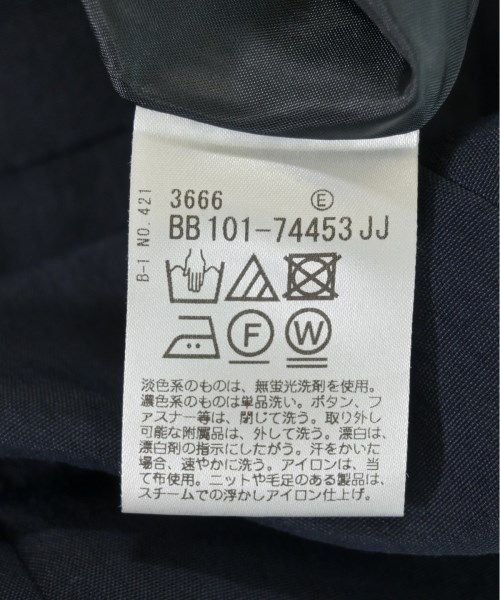 3666 Ⓔ
BB 101-74453 JJ
B-1 NO. 421
F W
淡色系のものは、無蛍光洗剤を使用。
濃色系のものは単品洗い。ボタン、フ
ァスナー等は、閉じて洗う。取り外し
可能な附属品は、外して洗う。漂白は、
漂白剤の指示にしたがう。汗をかいた
場合、速やかに洗う。アイロンは、当
て布使用。ニットや毛足のある製品は、
スチームでの浮かしアイロン仕上げ。